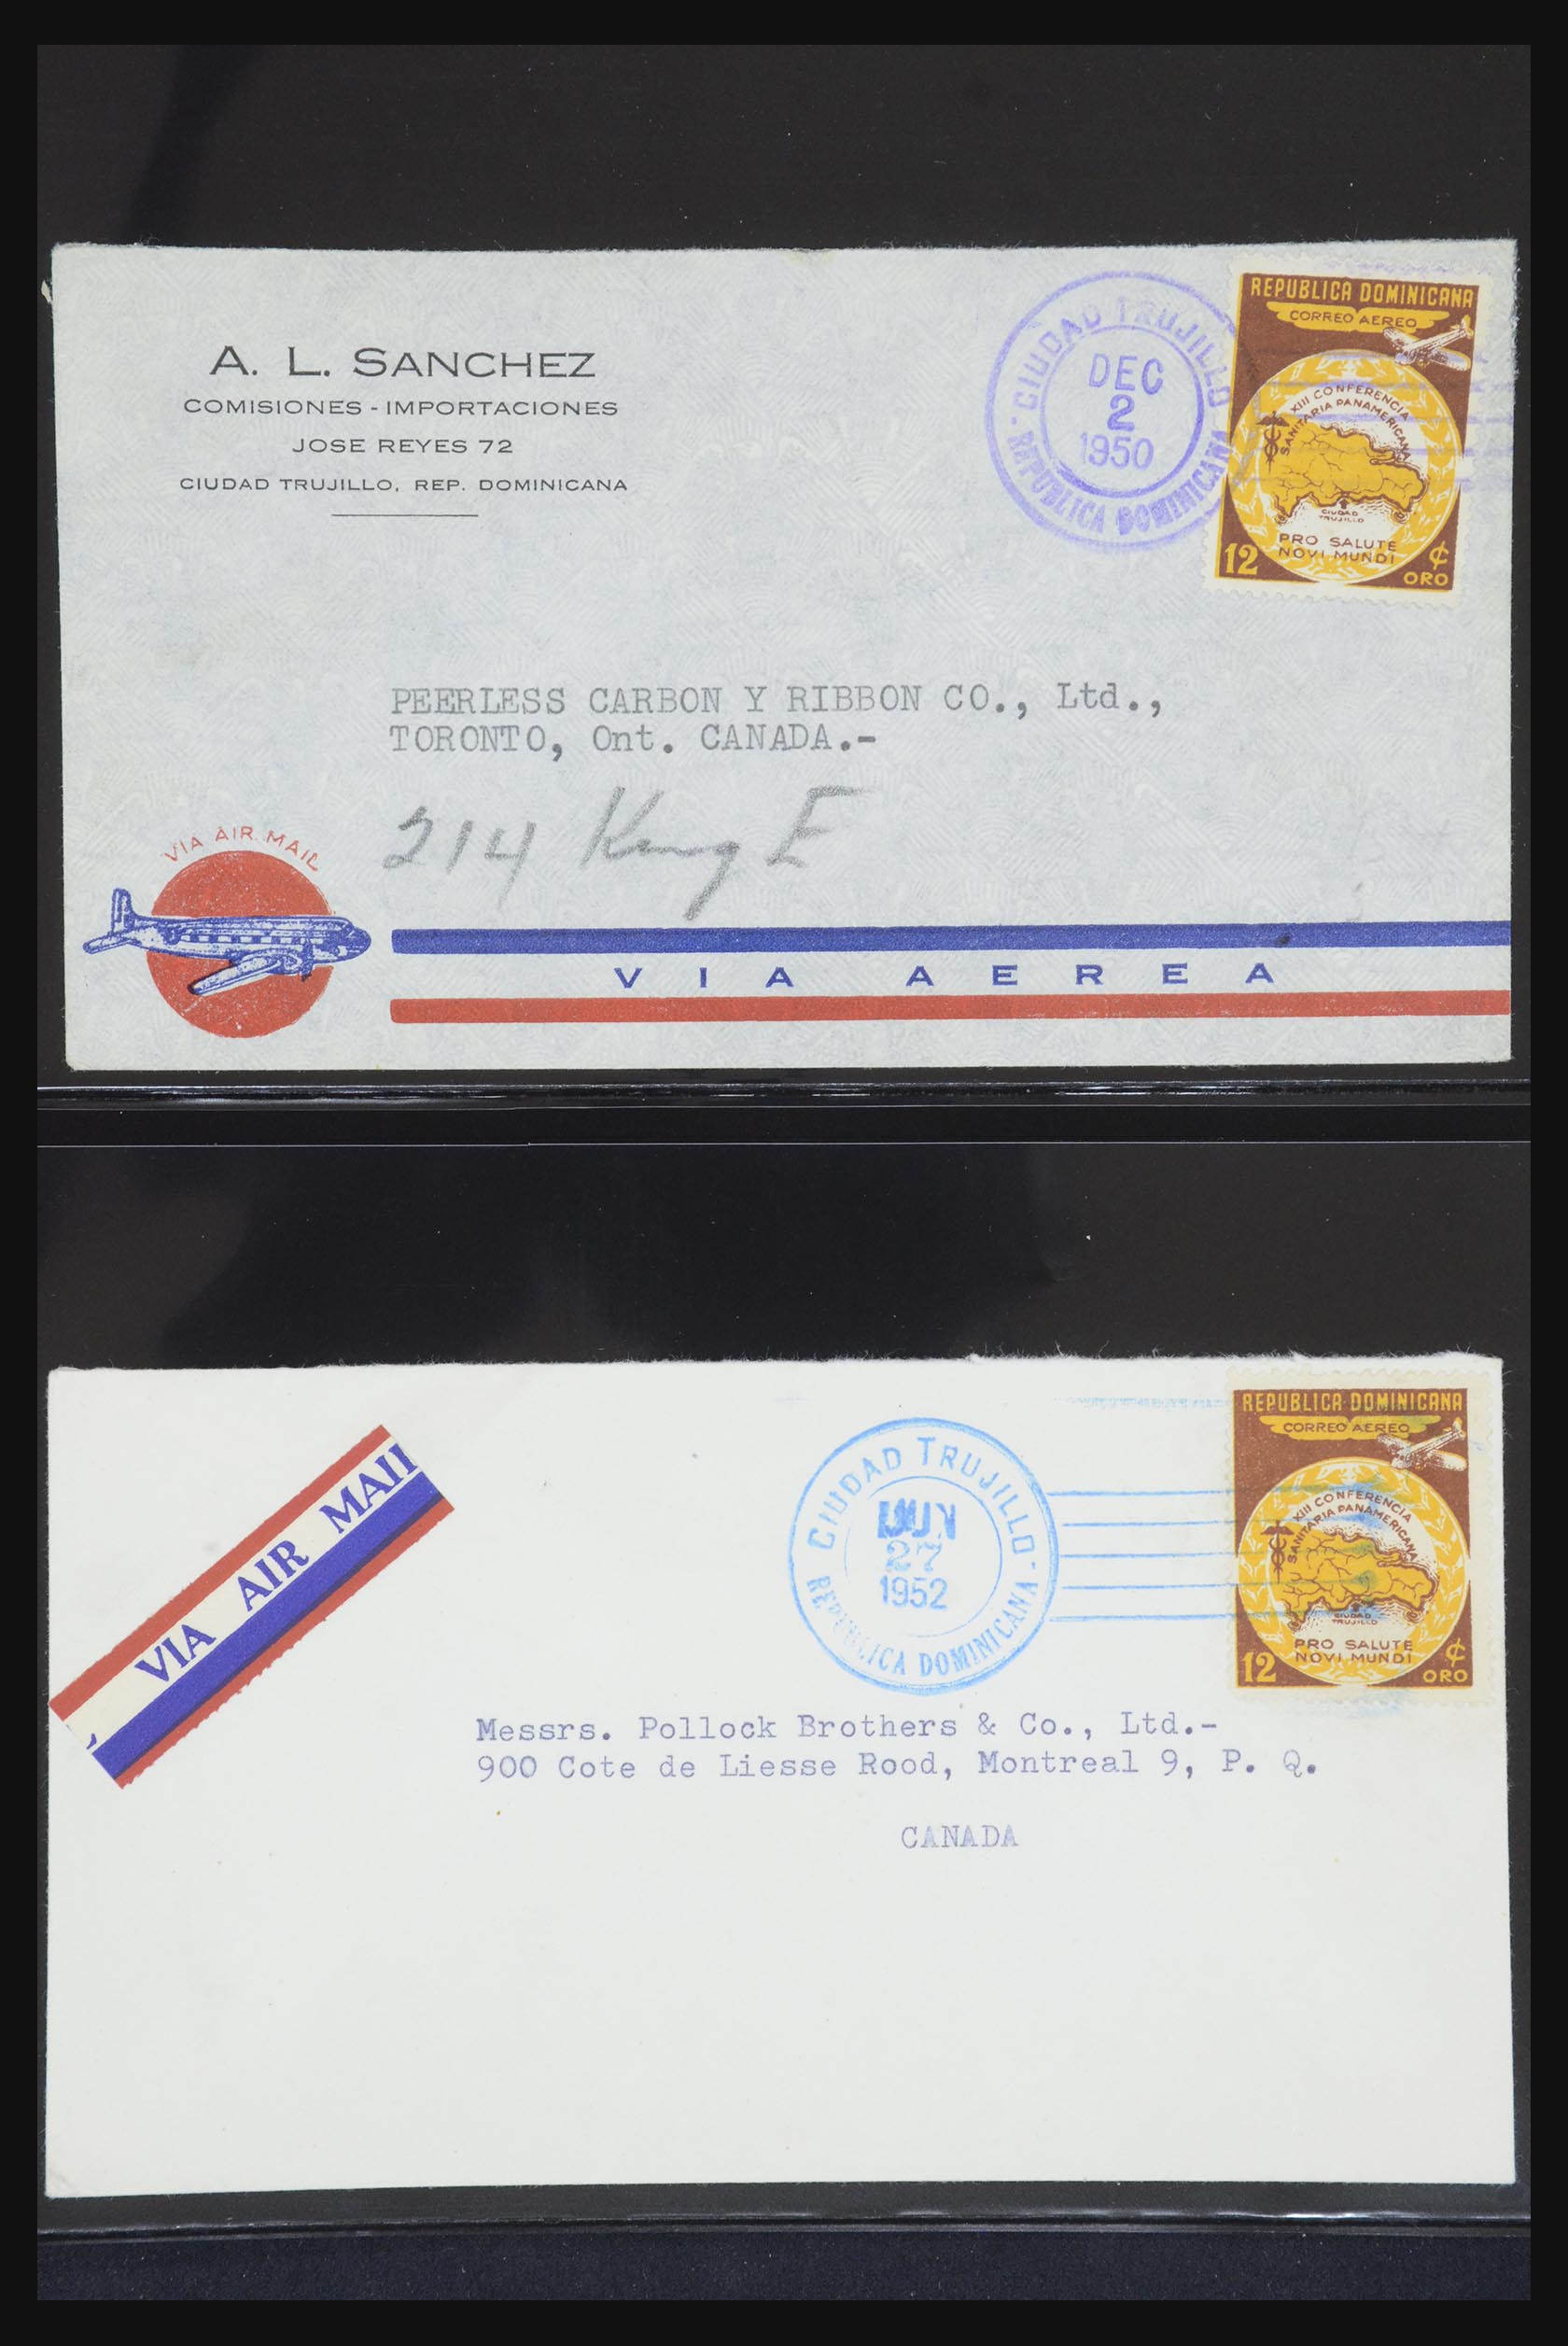 A. L. SANCHEZ
COMISIONES - IMPORTACIONES
JOSE REYES 72
CIUDAD TRUJILLO, REP. DOMINICANA
CIUDAD TRUJILLO
DEC
2
1950
REPUBLICA DOMINICANA
REPUBLICA DOMINICANA
CORREO AEREO
XIII CONFERENCIA
SANITARIA PANAMERICANA
CIUDAD
TRUJILLO
PRO SALUTE
NOVI MUNDI
12 ¢
ORO
PEERLESS CARBON Y RIBBON CO., Ltd.,
TORONTO, Ont. CANADA.-
214 King E
VIA AIR MAIL
VIA AEREA
VIA AIR MAIL
CIUDAD TRUJILLO
JUN
27
1952
REPUBLICA DOMINICANA
REPUBLICA DOMINICANA
CORREO AEREO
XIII CONFERENCIA
SANITARIA PANAMERICANA
CIUDAD
TRUJILLO
PRO SALUTE
NOVI MUNDI
12 ¢
ORO
Messrs. Pollock Brothers & Co., Ltd.-
900 Cote de Liesse Rood, Montreal 9, P. Q.
CANADA